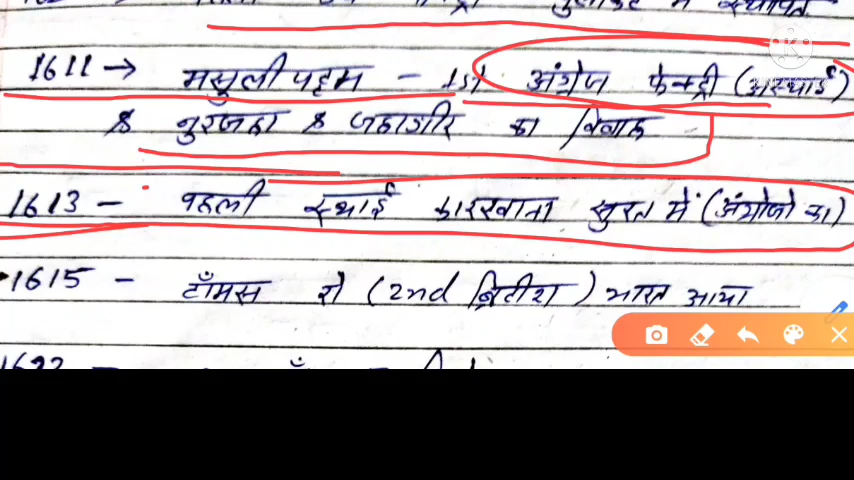 में स्थापित
1611 → मसुलीपट्टम - 1st अंग्रेज फैक्ट्री (अस्थाई)
& नुरजहा & जहागीर का विवाह
1613 - पहली स्थाई कारखाना सुरत में (अंग्रेजो का)
1615 - टॉमस रो (2nd ब्रिटीश) भारत आया